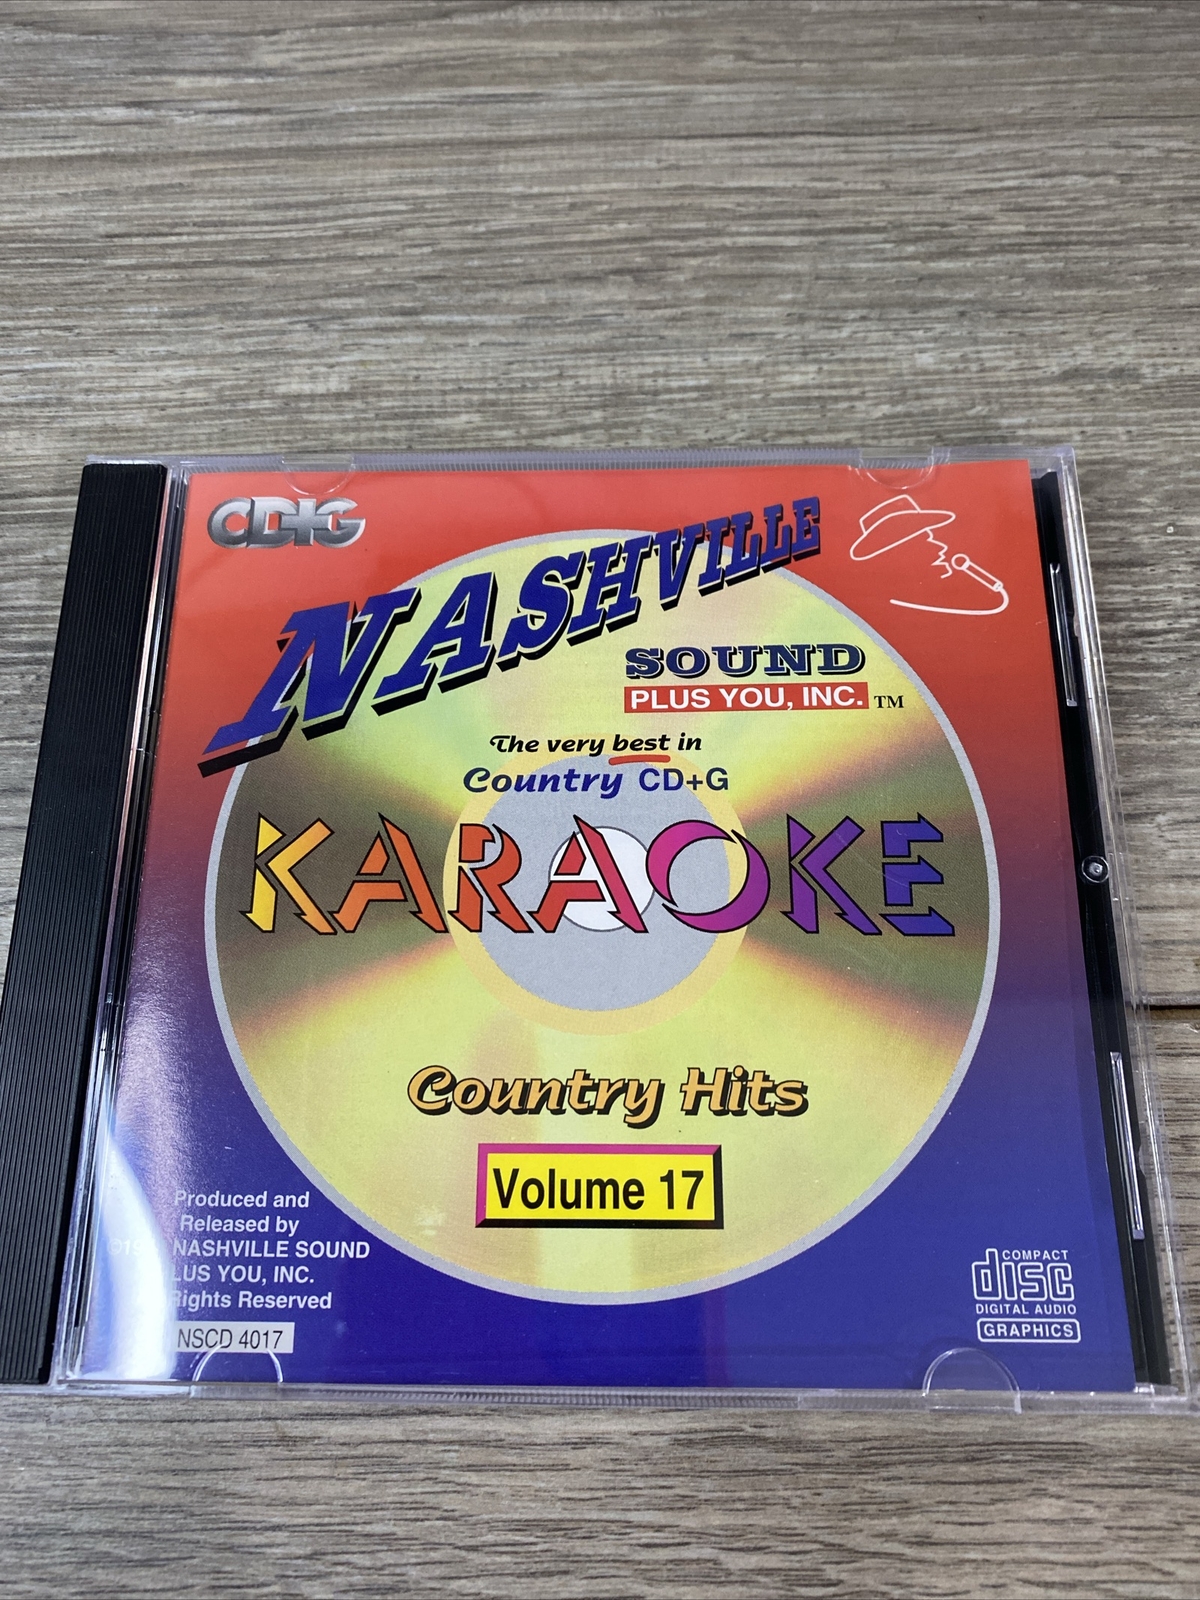 CD+G
NASHVILLE
SOUND
PLUS YOU, INC. TM
The very best in
Country CD+G
KARAOKE
Country Hits
Volume 17
Produced and
Released by
NASHVILLE SOUND
LUS YOU, INC.
Rights Reserved
NSCD 4017
COMPACT
disc
DIGITAL AUDIO
GRAPHICS